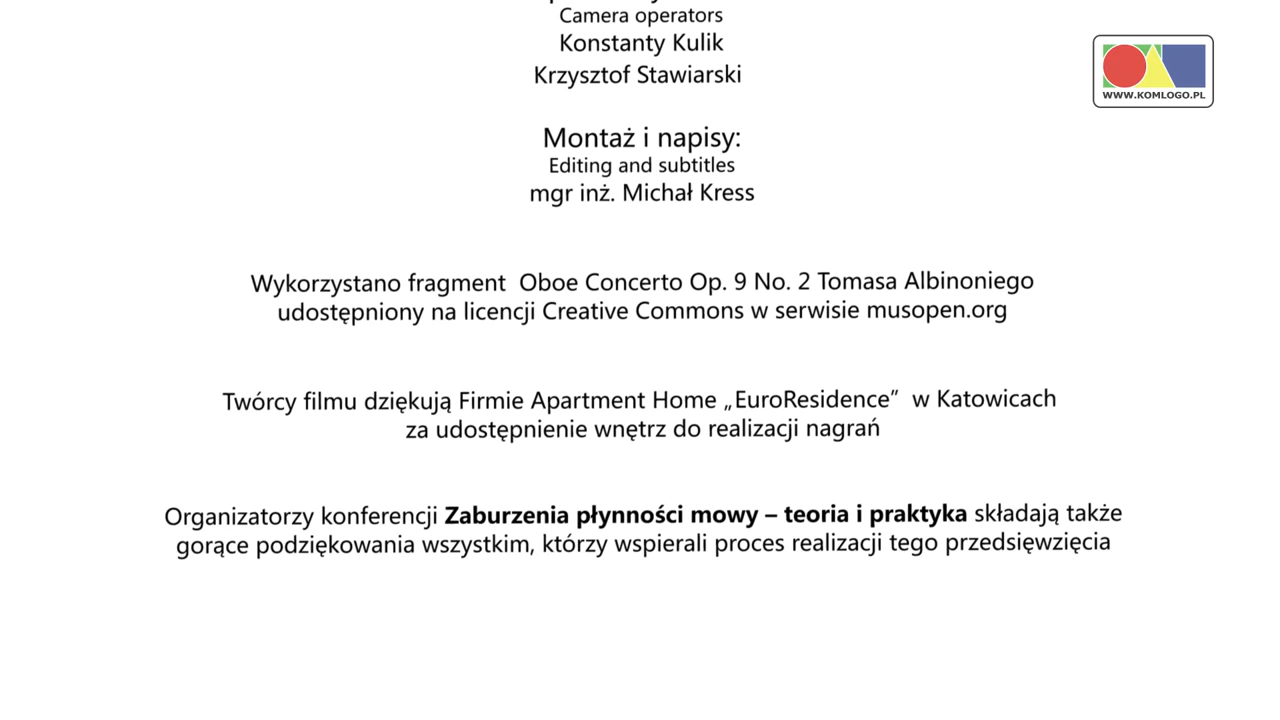 Camera operators
Konstanty Kulik
Krzysztof Stawiarski
WWW.KOMLOGO.PL
Montaż i napisy:
Editing and subtitles
mgr inż. Michał Kress
Wykorzystano fragment Oboe Concerto Op. 9 No. 2 Tomasa Albinoniego
udostępniony na licencji Creative Commons w serwisie musopen.org
Twórcy filmu dziękują Firmie Apartment Home „EuroResidence” w Katowicach
za udostępnienie wnętrz do realizacji nagrań
Organizatorzy konferencji Zaburzenia płynności mowy – teoria i praktyka składają także
gorące podziękowania wszystkim, którzy wspierali proces realizacji tego przedsięwzięcia